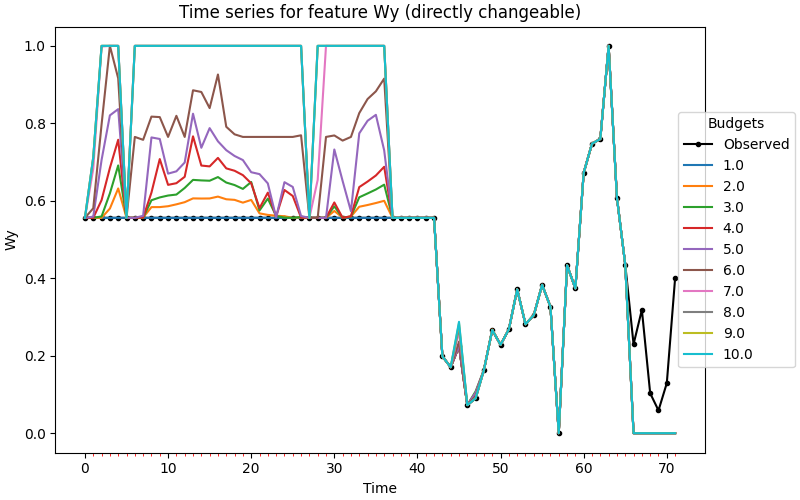 Time series for feature Wy (directly changeable)
1.0
0.8
0.6
0.4
0.2
0.0
Wy
0 10 20 30 40 50 60 70
Time
Budgets
Observed
1.0
2.0
3.0
4.0
5.0
6.0
7.0
8.0
9.0
10.0